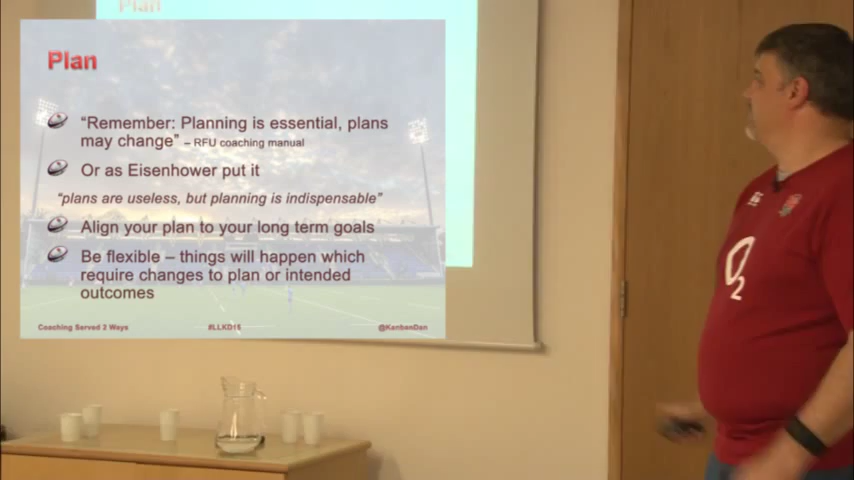 Plan
Plan
"Remember: Planning is essential, plans
may change" – RFU coaching manual
Or as Eisenhower put it
"plans are useless, but planning is indispensable"
Align your plan to your long term goals
Be flexible – things will happen which
require changes to plan or intended
outcomes
Coaching Served 2 Ways #LLKD16 @KanbanDan
O2